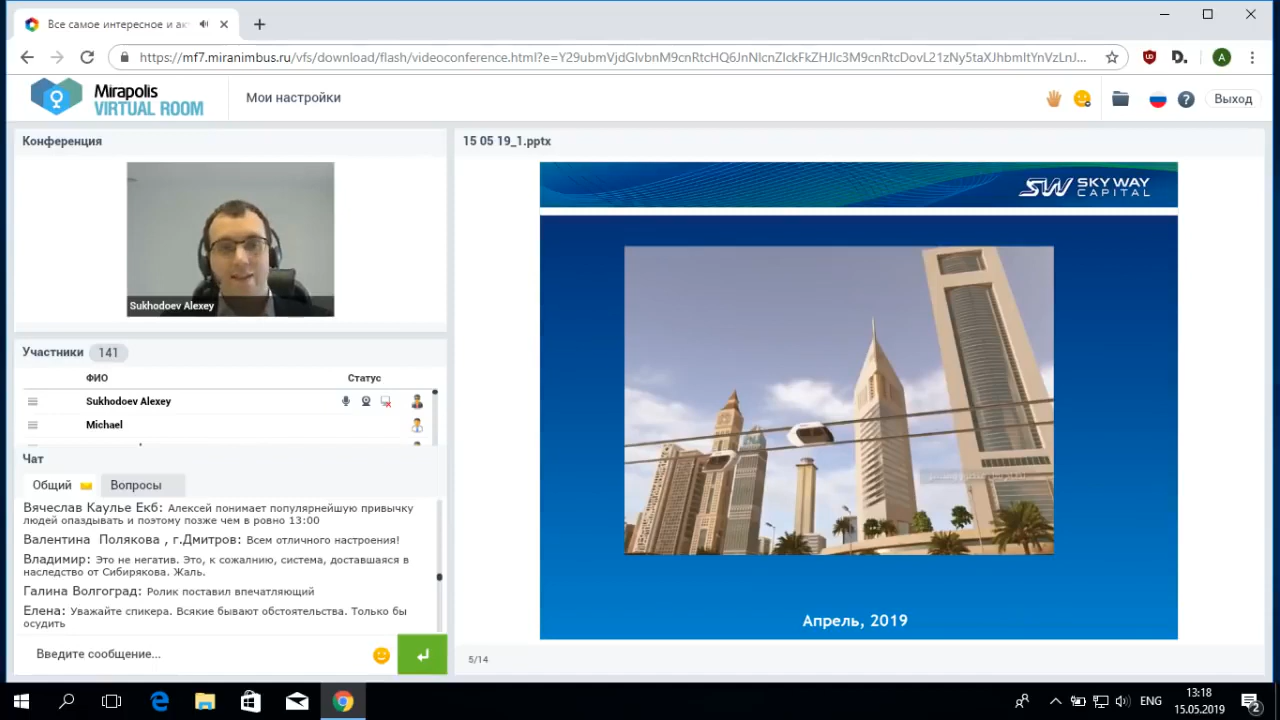 Все самое интересное и ак
https://mf7.miranimbus.ru/vfs/download/flash/videoconference.html?e=Y29ubmVjdGlvbnM9cnRtcHQ6JnNlcnZlckFkZHJlc3M9cnRtcDovL21zNy5taXJhbmltYnVzLnJ...
Mirapolis
VIRTUAL ROOM
Мои настройки
Выход
Конференция
15 05 19_1.pptx
SW SKY WAY
CAPITAL
Sukhodoev Alexey
Участники 141
ФИО Статус
Sukhodoev Alexey
Michael
Чат
Общий Вопросы
Вячеслав Каулье Екб: Алексей понимает популярнейшую привычку
людей опаздывать и поэтому позже чем в ровно 13:00
Валентина Полякова , г.Дмитров: Всем отличного настроения!
Владимир: Это не негатив. Это, к сожалнию, система, доставшаяся в
наследство от Сибирякова. Жаль.
Галина Волгоград: Ролик поставил впечатляющий
Елена: Уважайте спикера. Всякие бывают обстоятельства. Только бы
осудить
Введите сообщение...
Апрель, 2019
5/14
ENG
13:18
15.05.2019
2